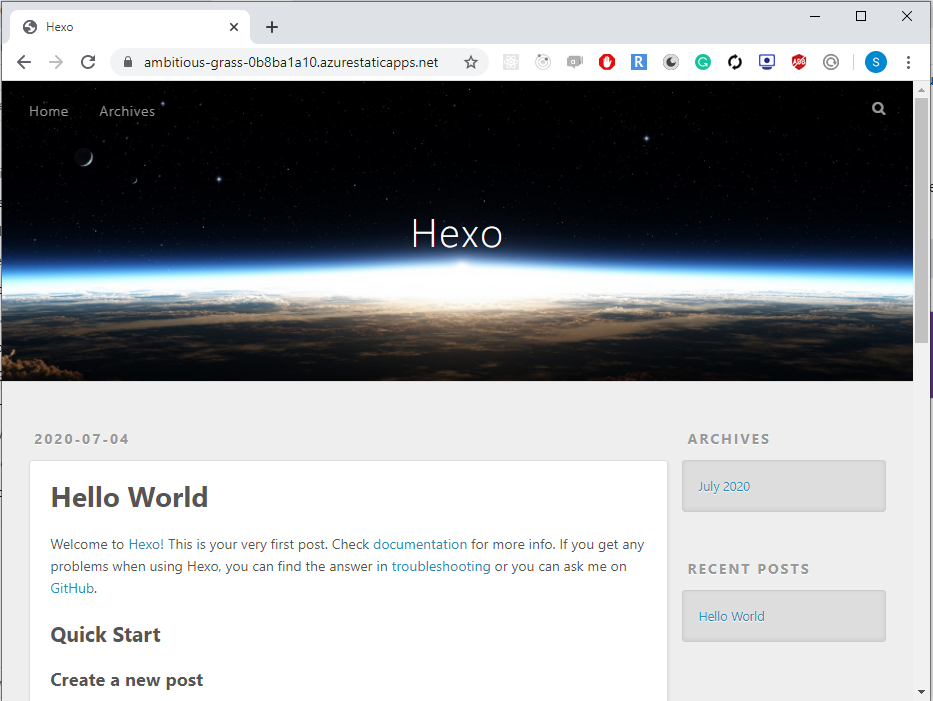 Hexo
ambitious-grass-0b8ba1a10.azurestaticapps.net
S
Home
Archives
Hexo
2020-07-04
Hello World
Welcome to Hexo! This is your very first post. Check documentation for more info. If you get any
problems when using Hexo, you can find the answer in troubleshooting or you can ask me on
GitHub.
Quick Start
Create a new post
ARCHIVES
July 2020
RECENT POSTS
Hello World